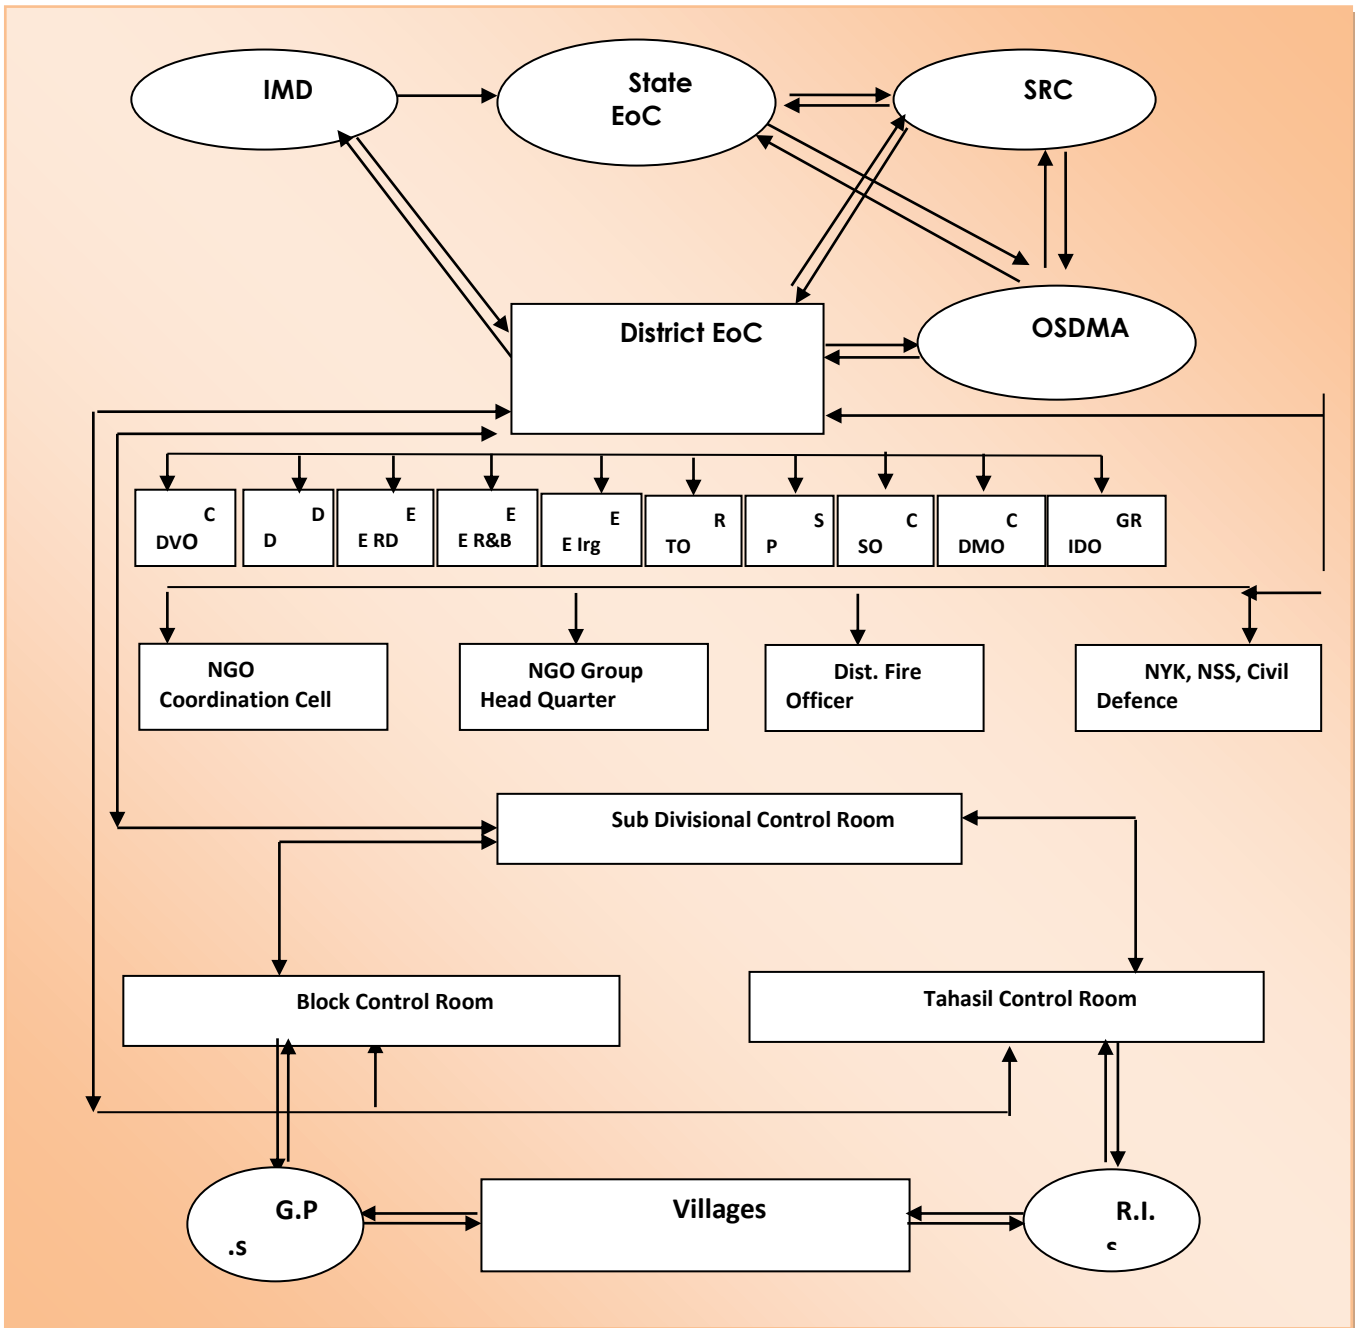 IMD
State
EoC
SRC
District EoC
OSDMA
C
DVO
D
D
E
E RD
E
E R&B
E
E Irg
R
TO
S
P
C
SO
C
DMO
GR
IDO
NGO
Coordination Cell
NGO Group
Head Quarter
Dist. Fire
Officer
NYK, NSS, Civil
Defence
Sub Divisional Control Room
Block Control Room
Tahasil Control Room
G.P
.s
Villages
R.I.
s